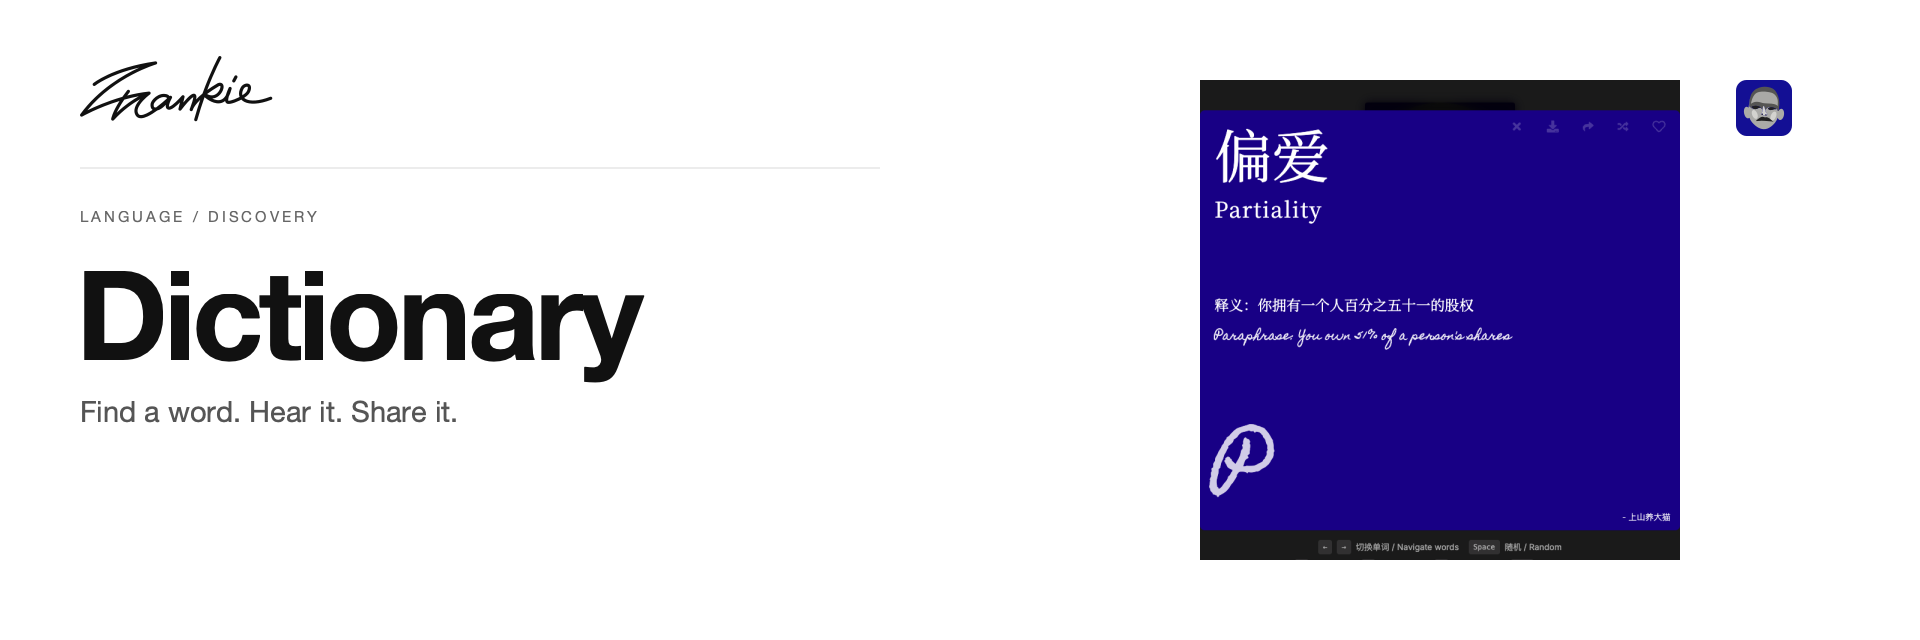 Frankie
LANGUAGE / DISCOVERY
Dictionary
Find a word. Hear it. Share it.
偏爱
Partiality
释义：你拥有一个人百分之五十一的股权
Paraphrase: You own 51% of a person's shares
P
- 上山养大猫
← → 切换单词 / Navigate words Space 随机 / Random